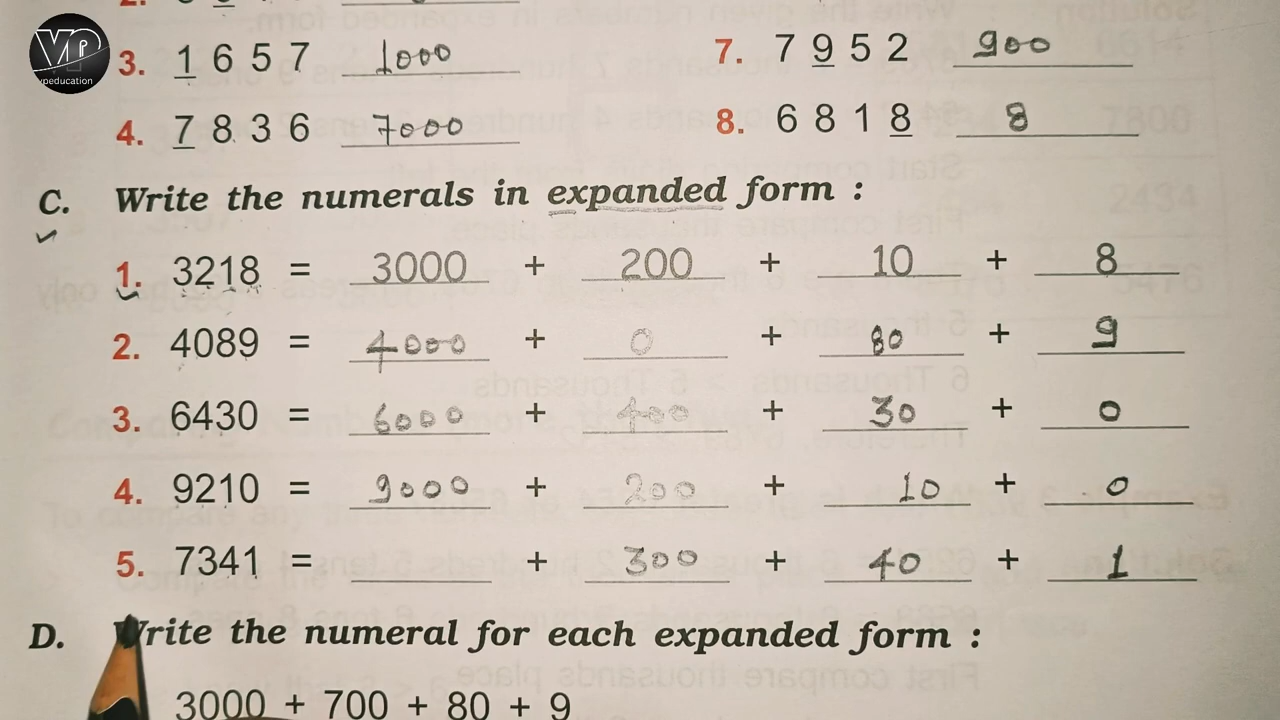 VP
vpeducation
3. 1657 1000
7. 7952 900
4. 7836 7000
8. 6818 8
C. Write the numerals in expanded form :
1. 3218 = 3000 + 200 + 10 + 8
2. 4089 = 4000 + 0 + 80 + 9
3. 6430 = 6000 + 400 + 30 + 0
4. 9210 = 9000 + 200 + 10 + 0
5. 7341 = + 300 + 40 + 1
D. Write the numeral for each expanded form :
3000 + 700 + 80 + 9